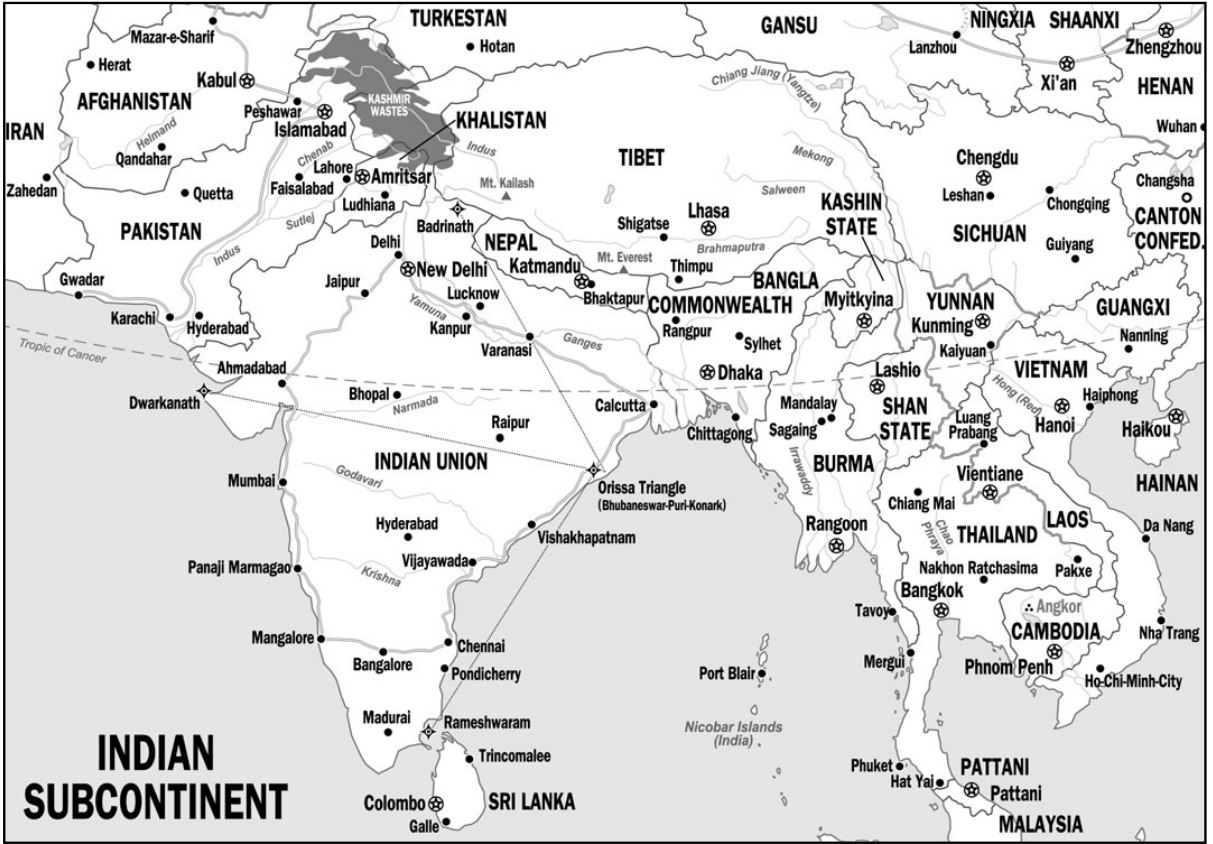 TURKESTAN
GANSU
NINGXIA
SHAANXI
Mazar-e-Sharif
Hotan
Lanzhou
Zhengzhou
Herat
Kabul
Xi'an
Chiang Jiang (Yangtze)
AFGHANISTAN
Peshawar
KASHMIR
WASTES
HENAN
Islamabad
KHALISTAN
IRAN
Helmand
Chenab
Indus
Wuhan
Qandahar
Lahore
TIBET
Mekong
Chengdu
Zahedan
Quetta
Faisalabad
Amritsar
Mt. Kailash
Salween
Leshan
Changsha
Ludhiana
KASHIN
STATE
Chongqing
Sutlej
Lhasa
CANTON
CONFED.
PAKISTAN
Badrinath
Shigatse
SICHUAN
Indus
Delhi
NEPAL
Brahmaputra
Guiyang
Katmandu
Mt. Everest
Thimpu
Gwadar
New Delhi
BANGLA
COMMONWEALTH
Jaipur
Lucknow
Bhaktapur
Myitkyina
YUNNAN
GUANGXI
Karachi
Hyderabad
Yamuna
Kanpur
Rangpur
Kunming
Nanning
Varanasi
Ganges
Sylhet
Kaiyuan
Tropic of Cancer
Ahmadabad
Dhaka
Lashio
VIETNAM
Dwarkanath
Bhopal
Narmada
Calcutta
Mandalay
SHAN
STATE
Hong (Red)
Haiphong
Raipur
Chittagong
Sagaing
Luang
Prabang
Hanoi
Haikou
INDIAN UNION
BURMA
Mumbai
Godavari
Orissa Triangle
(Bhubaneswar-Puri-Konark)
Irrawaddy
Vientiane
HAINAN
Chiang Mai
Hyderabad
Vishakhapatnam
Rangoon
Chao
Phraya
THAILAND
LAOS
Da Nang
Panaji Marmagao
Vijayawada
Nakhon Ratchasima
Pakxe
Krishna
Bangkok
Tavoy
Angkor
Mangalore
Chennai
CAMBODIA
Nha Trang
Bangalore
Pondicherry
Port Blair
Mergui
Phnom Penh
Ho-Chi-Minh-City
Madurai
Rameshwaram
Nicobar Islands
(India)
INDIAN
SUBCONTINENT
Trincomalee
Phuket
Hat Yai
PATTANI
Pattani
Colombo
SRI LANKA
Galle
MALAYSIA